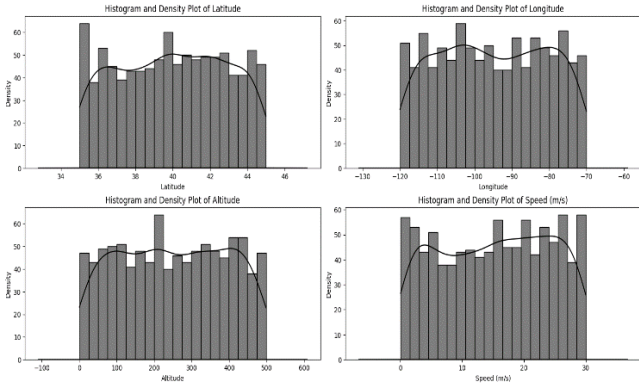 Histogram and Density Plot of Latitude
Density
60
50
40
30
20
10
0
34 36 38 40 42 44 46
Latitude
Histogram and Density Plot of Longitude
Density
60
50
40
30
20
10
0
−130 −120 −110 −100 −90 −80 −70 −60
Longitude
Histogram and Density Plot of Altitude
Density
60
50
40
30
20
10
0
−100 0 100 200 300 400 500 600
Altitude
Histogram and Density Plot of Speed (m/s)
Density
60
50
40
30
20
10
0
0 10 20 30
Speed (m/s)